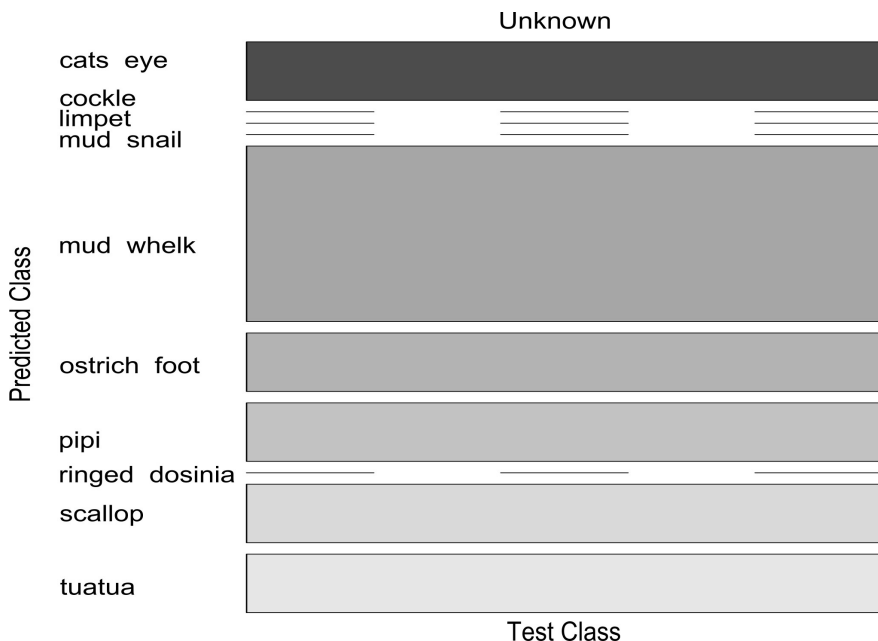 Unknown
cats eye
cockle
limpet
mud snail
mud whelk
ostrich foot
pipi
ringed dosinia
scallop
tuatua
Predicted Class
Test Class